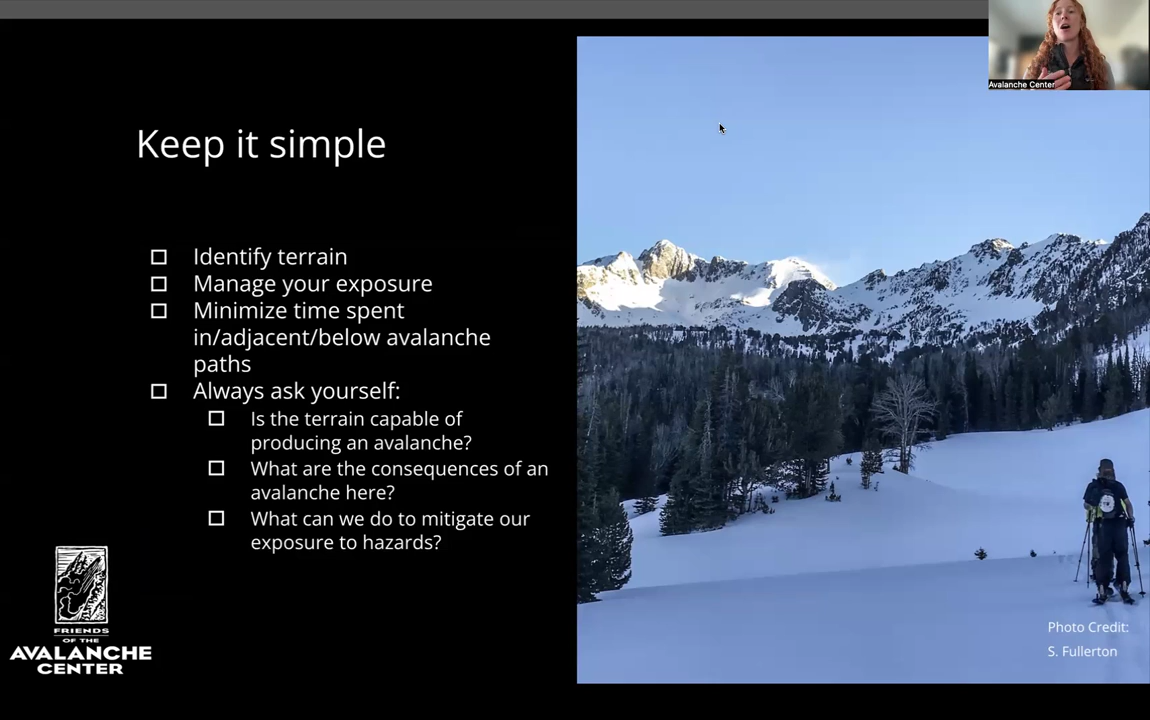 Avalanche Center
Keep it simple
Identify terrain
Manage your exposure
Minimize time spent
in/adjacent/below avalanche
paths
Always ask yourself:
Is the terrain capable of
producing an avalanche?
What are the consequences of an
avalanche here?
What can we do to mitigate our
exposure to hazards?
FRIENDS
OF THE
AVALANCHE
CENTER
Photo Credit:
S. Fullerton